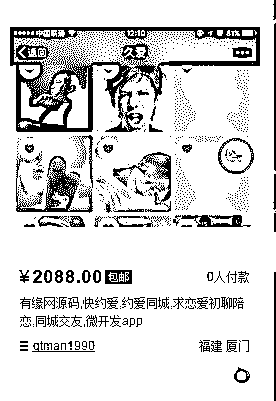 中国联通 12:10 81%
返回 久爱
¥2088.00 包邮 0人付款
有缘网源码,快约爱,约爱同城,求恋爱初聊陪
恋,同城交友,微开发app
gtman1990 福建 厦门